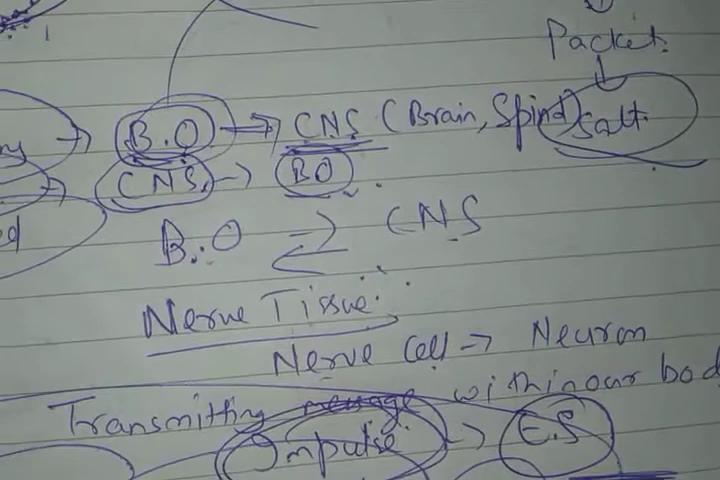 Packet.
B.O → CNS (Brain, Spinal) Salt.
CNS. → BO
B.O ⇌ CNS
Nerve Tissue:
Nerve Cell → Neuron
Transmitting message within our bod
Impulse → E.S